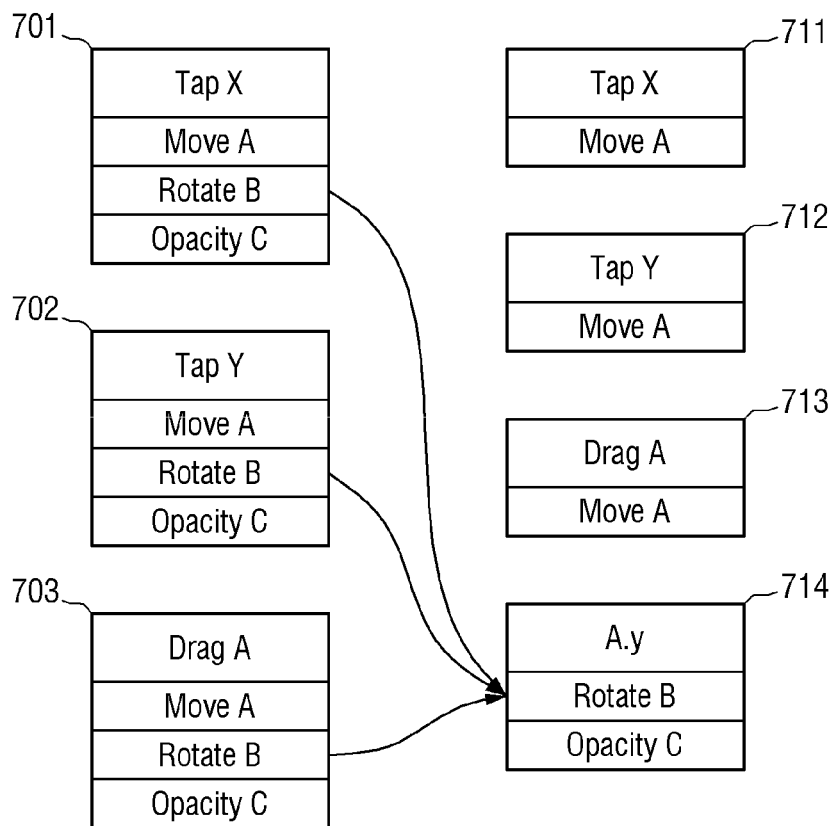 701
Tap X
Move A
Rotate B
Opacity C
702
Tap Y
Move A
Rotate B
Opacity C
703
Drag A
Move A
Rotate B
Opacity C
711
Tap X
Move A
712
Tap Y
Move A
713
Drag A
Move A
714
A.y
Rotate B
Opacity C